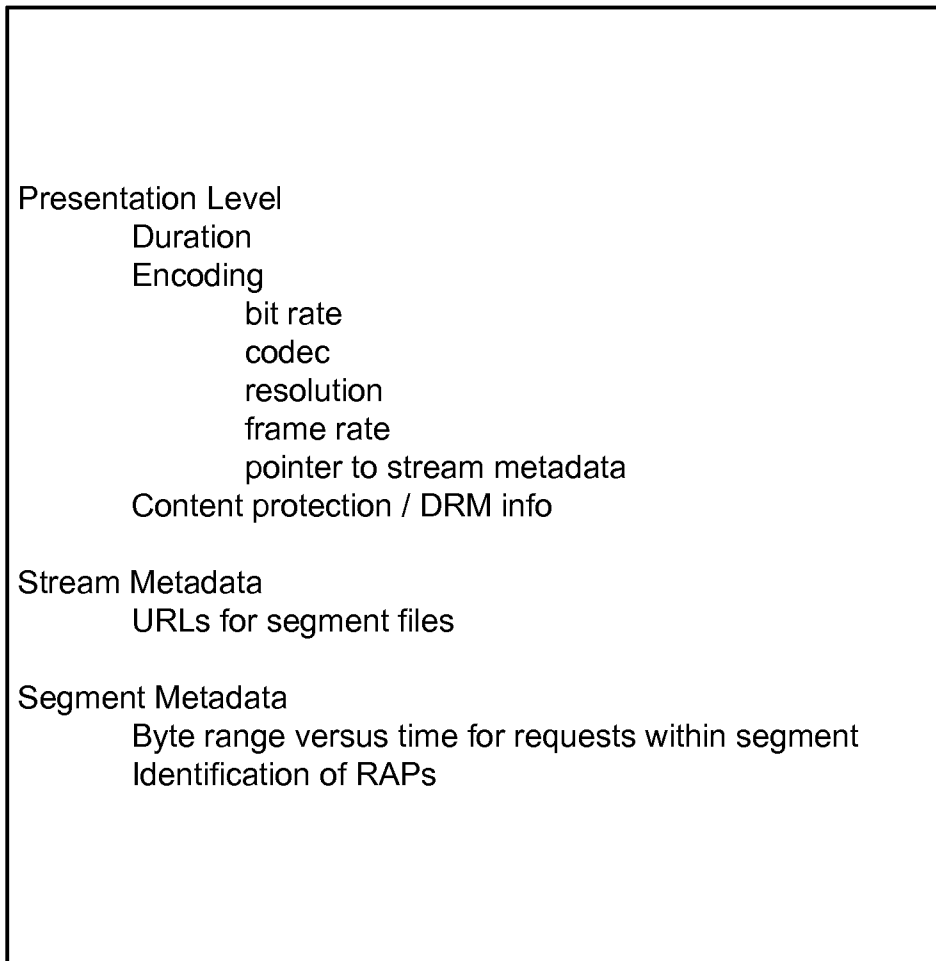 Presentation Level
Duration
Encoding
bit rate
codec
resolution
frame rate
pointer to stream metadata
Content protection / DRM info
Stream Metadata
URLs for segment files
Segment Metadata
Byte range versus time for requests within segment
Identification of RAPs